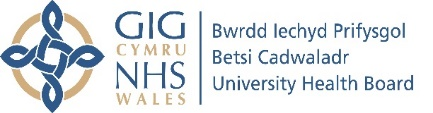 GIG
CYMRU
NHS
WALES
Bwrdd Iechyd Prifysgol
Betsi Cadwaladr
University Health Board